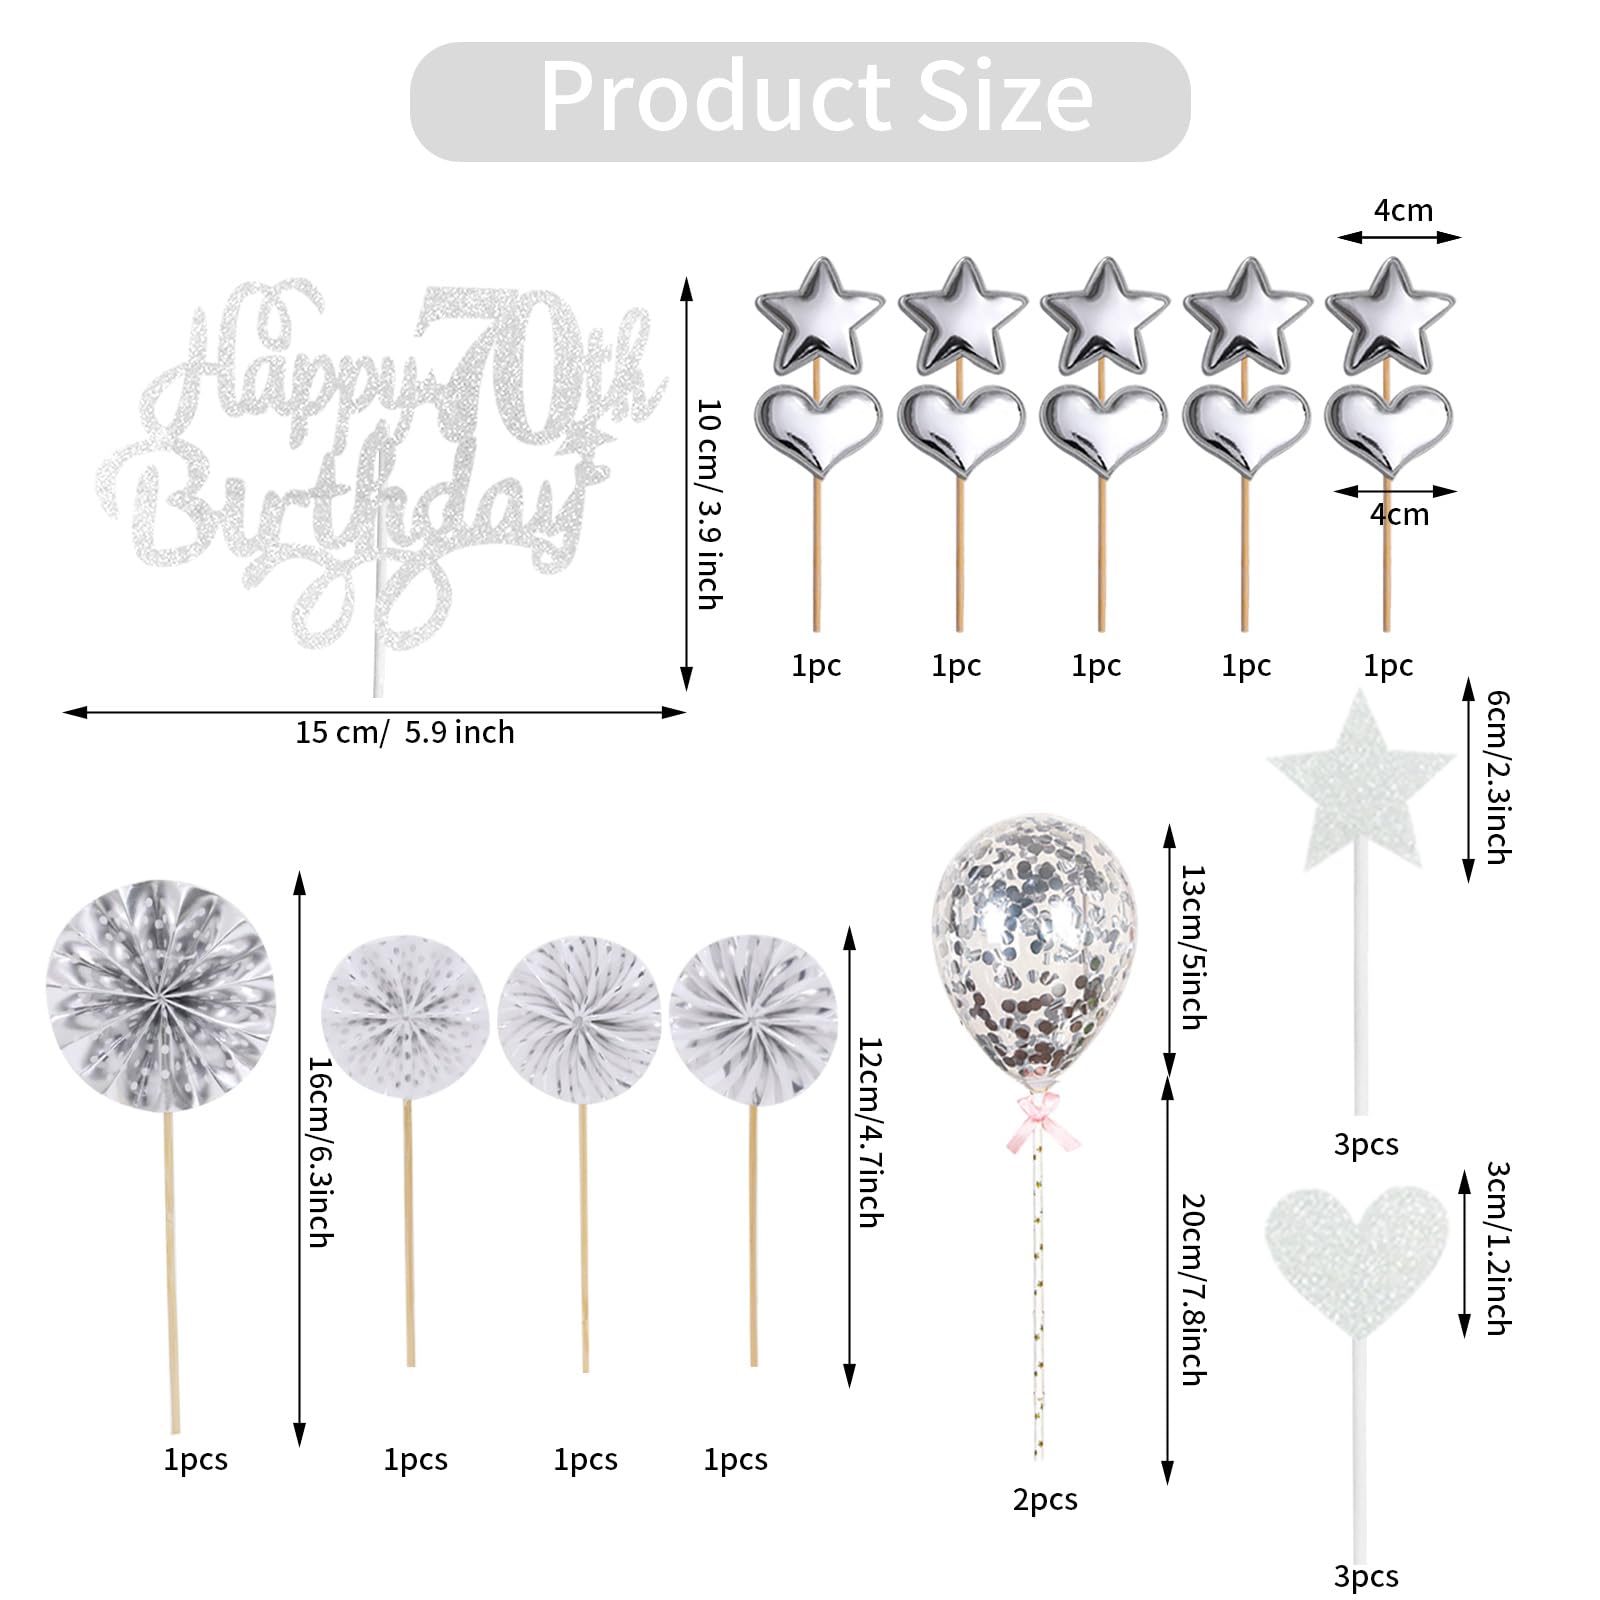 Product Size
4cm
Happy 70th
Birthday
10 cm/ 3.9 inch
15 cm/ 5.9 inch
4cm
1pc
1pc
1pc
1pc
1pc
6cm/2.3inch
3pcs
16cm/6.3inch
12cm/4.7inch
13cm/5inch
20cm/7.8inch
3cm/1.2inch
1pcs
1pcs
1pcs
1pcs
2pcs
3pcs